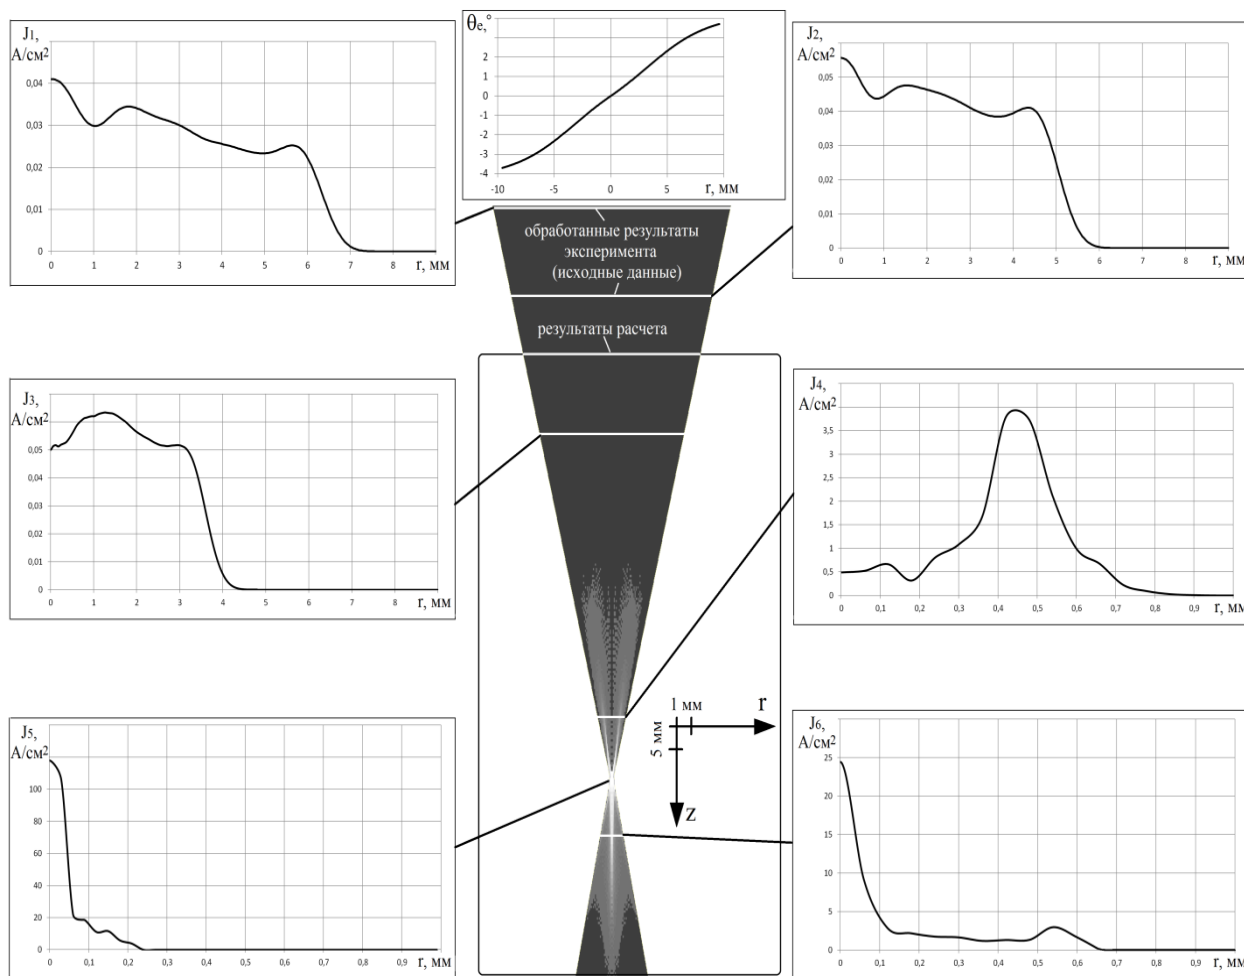 J1,
А/см2
0,04
0,03
0,02
0,01
0
0 1 2 3 4 5 6 7 8
r, мм
θe,°
2
1
0
-1
-2
-3
-4
-10 -5 0 5
r, мм
J2,
А/см2
0,05
0,04
0,03
0,02
0,01
0
0 1 2 3 4 5 6 7 8
r, мм
обработанные результаты
эксперимента
(исходные данные)
результаты расчета
J3,
А/см2
0,05
0,04
0,03
0,02
0,01
0
0 1 2 3 4 5 6 7 8
r, мм
J4,
А/см2
3,5
3
2,5
2
1,5
1
0,5
0
0 0,1 0,2 0,3 0,4 0,5 0,6 0,7 0,8 0,9
r, мм
1 мм
r
5 мм
z
J5,
А/см2
100
80
60
40
20
0
0 0,1 0,2 0,3 0,4 0,5 0,6 0,7 0,8 0,9
r, мм
J6,
А/см2
25
20
15
10
5
0
0 0,1 0,2 0,3 0,4 0,5 0,6 0,7 0,8 0,9
r, мм